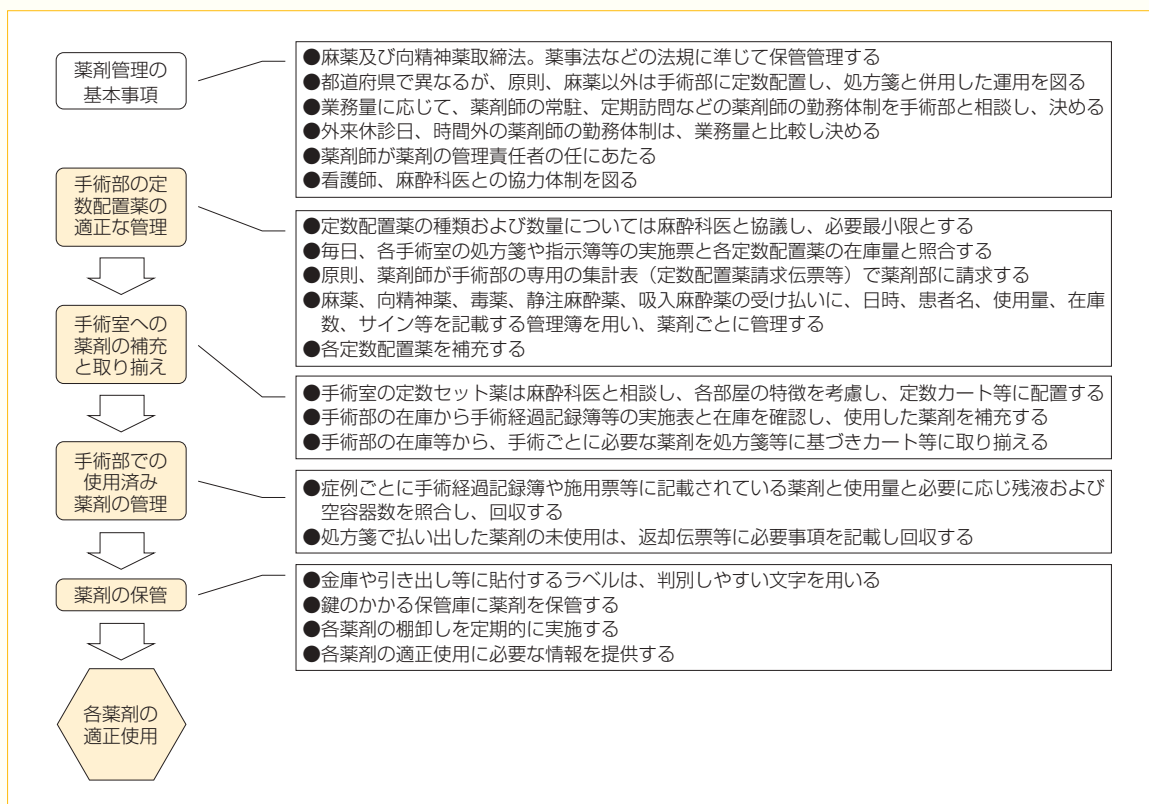 薬剤管理の
基本事項
●麻薬及び向精神薬取締法。薬事法などの法規に準じて保管管理する
●都道府県で異なるが、原則、麻薬以外は手術部に定数配置し、処方箋と併用した運用を図る
●業務量に応じて、薬剤師の常駐、定期訪問などの薬剤師の勤務体制を手術部と相談し、決める
●外来休診日、時間外の薬剤師の勤務体制は、業務量と比較し決める
●薬剤師が薬剤の管理責任者の任にあたる
●看護師、麻酔科医との協力体制を図る
手術部の定
数配置薬の
適正な管理
●定数配置薬の種類および数量については麻酔科医と協議し、必要最小限とする
●毎日、各手術室の処方箋や指示簿等の実施票と各定数配置薬の在庫量と照合する
●原則、薬剤師が手術部の専用の集計表（定数配置薬請求伝票等）で薬剤部に請求する
●麻薬、向精神薬、毒薬、静注麻酔薬、吸入麻酔薬の受け払いに、日時、患者名、使用量、在庫
数、サイン等を記載する管理簿を用い、薬剤ごとに管理する
●各定数配置薬を補充する
手術室への
薬剤の補充
と取り揃え
●手術室の定数セット薬は麻酔科医と相談し、各部屋の特徴を考慮し、定数カート等に配置する
●手術部の在庫から手術経過記録簿等の実施表と在庫を確認し、使用した薬剤を補充する
●手術部の在庫等から、手術ごとに必要な薬剤を処方箋等に基づきカート等に取り揃える
手術部での
使用済み
薬剤の管理
●症例ごとに手術経過記録簿や施用票等に記載されている薬剤と使用量と必要に応じ残液および
空容器数を照合し、回収する
●処方箋で払い出した薬剤の未使用は、返却伝票等に必要事項を記載し回収する
薬剤の保管
●金庫や引き出し等に貼付するラベルは、判別しやすい文字を用いる
●鍵のかかる保管庫に薬剤を保管する
●各薬剤の棚卸しを定期的に実施する
●各薬剤の適正使用に必要な情報を提供する
各薬剤の
適正使用